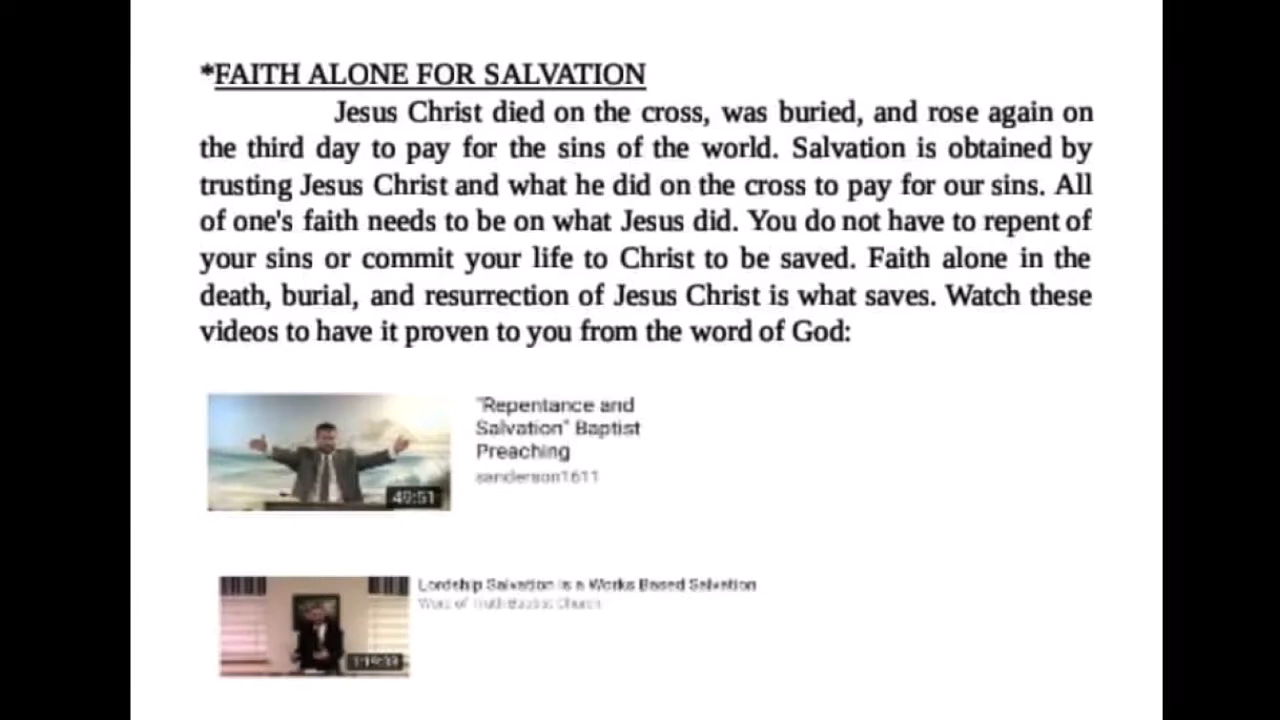 *FAITH ALONE FOR SALVATION
Jesus Christ died on the cross, was buried, and rose again on
the third day to pay for the sins of the world. Salvation is obtained by
trusting Jesus Christ and what he did on the cross to pay for our sins. All
of one's faith needs to be on what Jesus did. You do not have to repent of
your sins or commit your life to Christ to be saved. Faith alone in the
death, burial, and resurrection of Jesus Christ is what saves. Watch these
videos to have it proven to you from the word of God:
"Repentance and
Salvation" Baptist
Preaching
sanderson1611
49:51
Lordship Salvation is a Works Based Salvation
Word of Truth Baptist Church